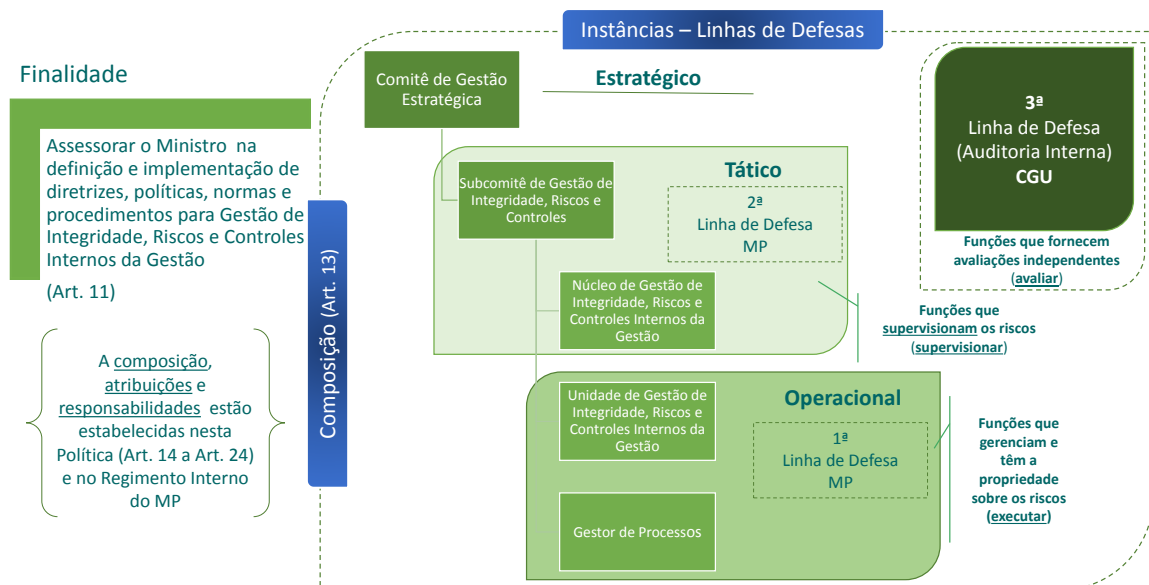 Instâncias – Linhas de Defesas
Finalidade
Assessorar o Ministro na
definição e implementação de
diretrizes, políticas, normas e
procedimentos para Gestão de
Integridade, Riscos e Controles
Internos da Gestão
(Art. 11)
A composição,
atribuições e
responsabilidades estão
estabelecidas nesta
Política (Art. 14 a Art. 24)
e no Regimento Interno
do MP
Composição (Art. 13)
Comitê de Gestão
Estratégica
Estratégico
Subcomitê de Gestão de
Integridade, Riscos e
Controles
Tático
2ª
Linha de Defesa
MP
Núcleo de Gestão de
Integridade, Riscos e
Controles Internos da
Gestão
Funções que
supervisionam os riscos
(supervisionar)
Unidade de Gestão de
Integridade, Riscos e
Controles Internos da
Gestão
Operacional
1ª
Linha de Defesa
MP
Gestor de Processos
Funções que
gerenciam e
têm a
propriedade
sobre os riscos
(executar)
3ª
Linha de Defesa
(Auditoria Interna)
CGU
Funções que fornecem
avaliações independentes
(avaliar)